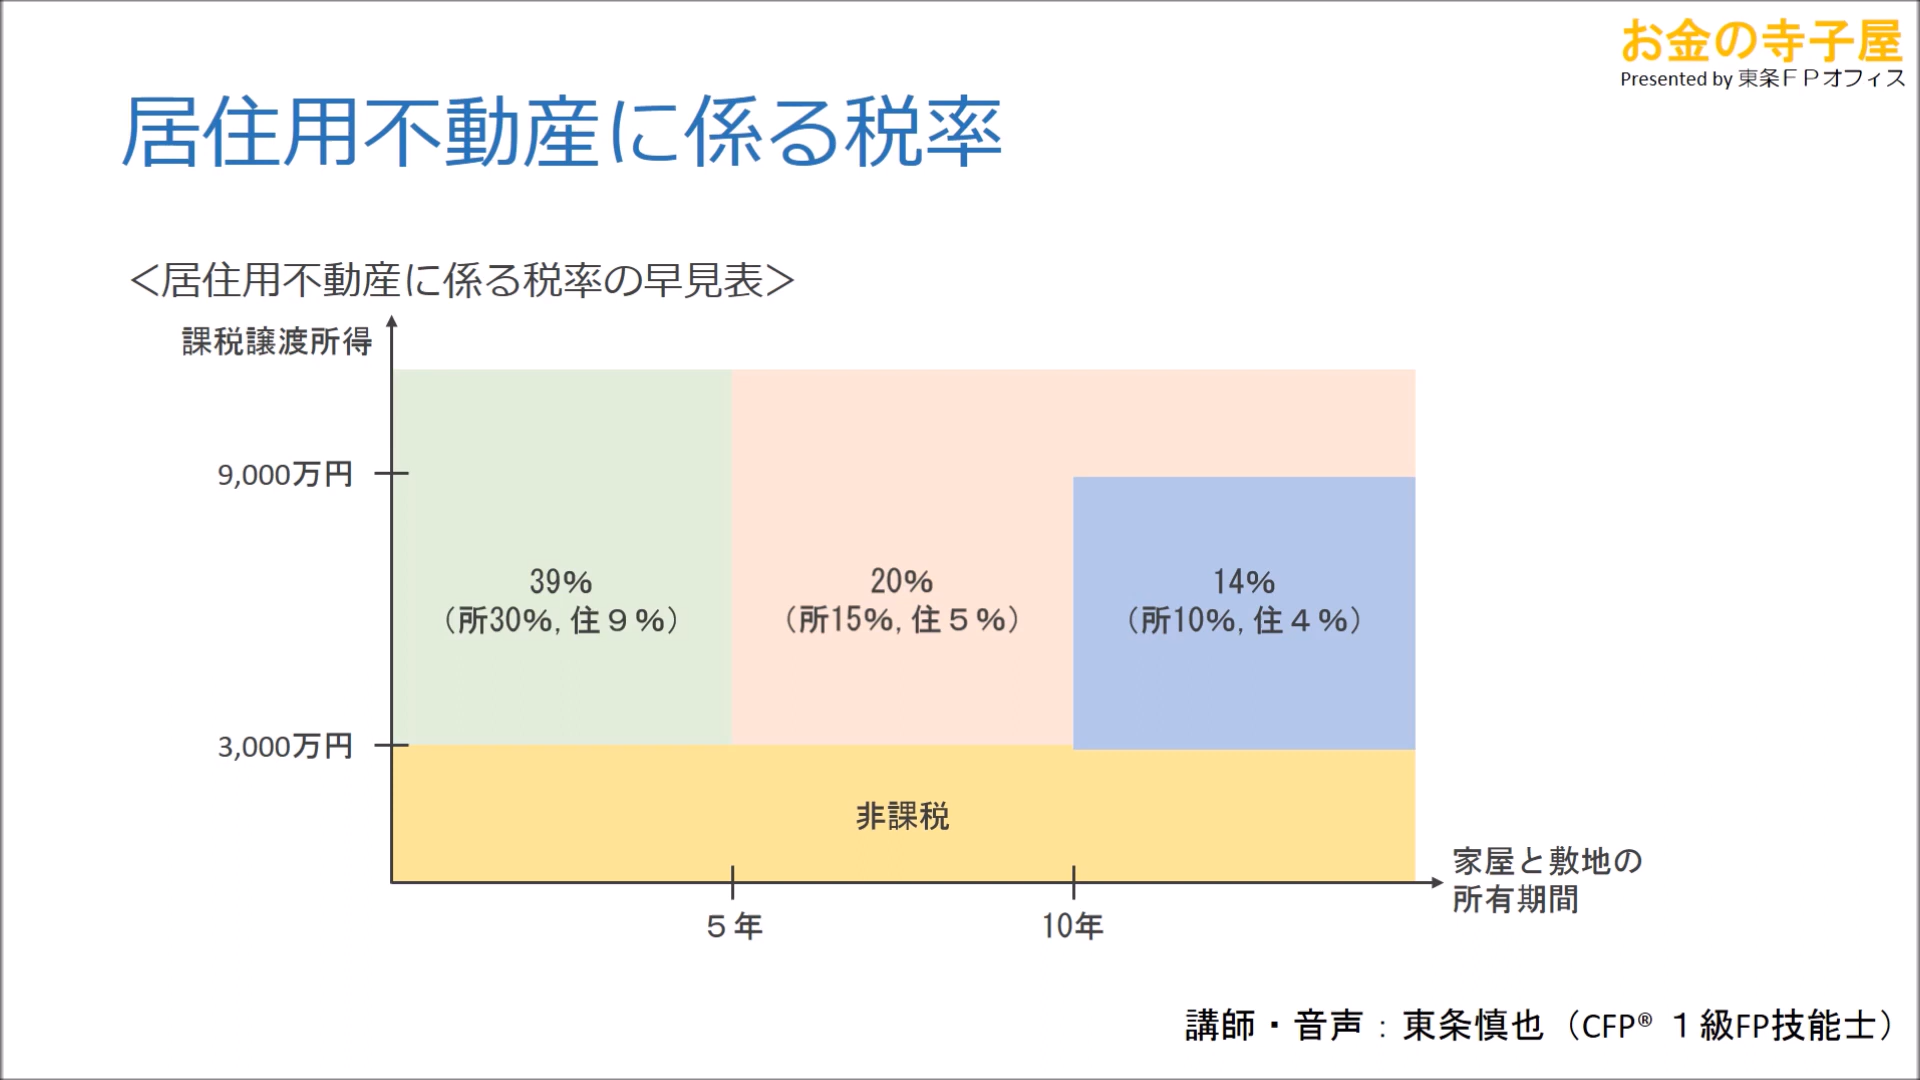 お金の寺子屋
Presented by 東条ＦＰオフィス
居住用不動産に係る税率
＜居住用不動産に係る税率の早見表＞
課税譲渡所得
9,000万円
39%
（所30%, 住９%）
20%
（所15%, 住５%）
14%
（所10%, 住４%）
3,000万円
非課税
家屋と敷地の
所有期間
５年
10年
講師・音声：東条慎也（CFP® １級FP技能士）